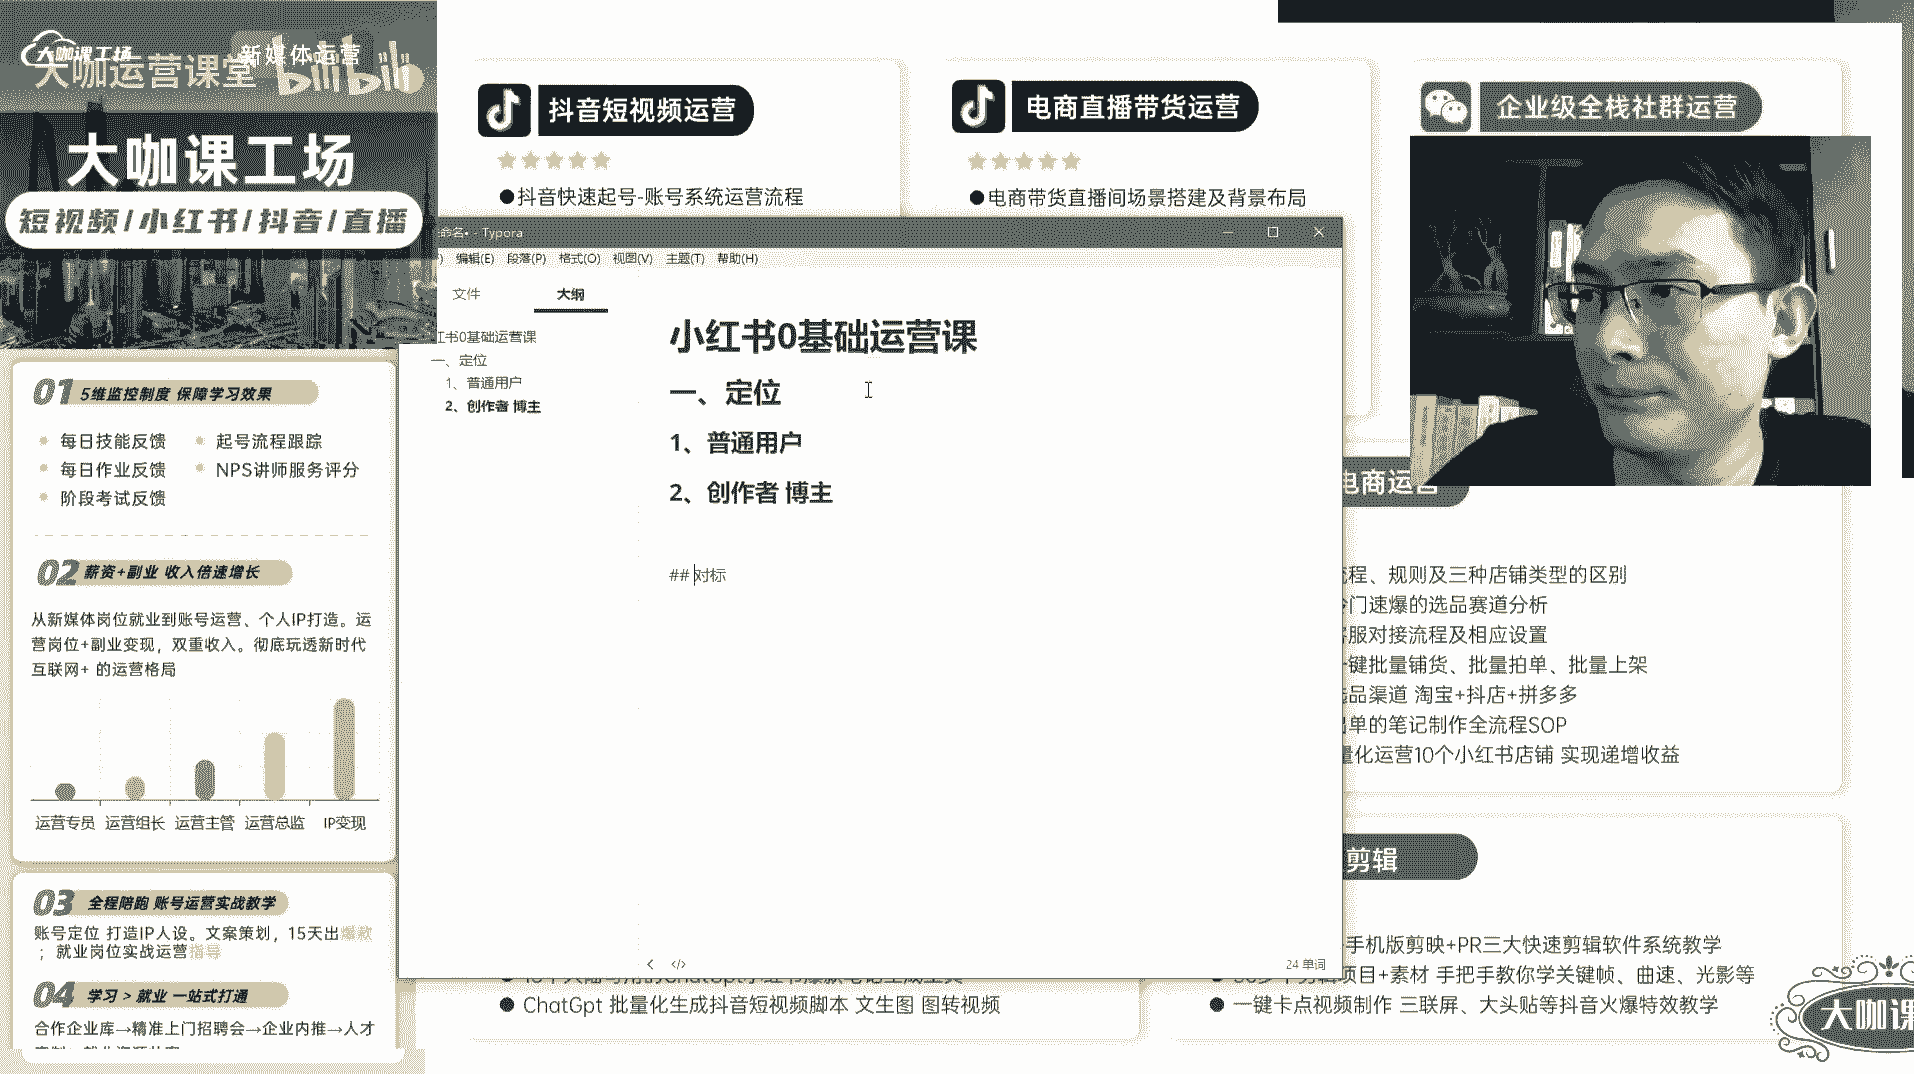 大咖课工场
新媒体运营
大咖运营课堂
bilibili
大咖课工场
短视频/小红书/抖音/直播
01 5维监控制度 保障学习效果
每日技能反馈
起号流程跟踪
每日作业反馈
NPS讲师服务评分
阶段考试反馈
02 薪资+副业 收入倍速增长
从新媒体岗位就业到账号运营、个人IP打造。运
营岗位+副业变现，双重收入。彻底玩透新时代
互联网+ 的运营格局
运营专员 运营组长 运营主管 运营总监 IP变现
03 全程陪跑 账号运营实战教学
账号定位 打造IP人设。文案策划，15天出爆款
；就业岗位实战运营指导
04 学习 > 就业 一站式打通
合作企业库→精准上门招聘会→企业内推→人才
抖音短视频运营
●抖音快速起号-账号系统运营流程
电商直播带货运营
●电商带货直播间场景搭建及背景布局
企业级全栈社群运营
命名• - Typora
编辑(E) 段落(P) 格式(O) 视图(V) 主题(T) 帮助(H)
文件 大纲
红书0基础运营课
一、定位
1、普通用户
2、创作者 博主
小红书0基础运营课
一、定位
1、普通用户
2、创作者 博主
## 对标
24 单词
电商运营
流程、规则及三种店铺类型的区别
冷门速爆的选品赛道分析
客服对接流程及相应设置
一键批量铺货、批量拍单、批量上架
选品渠道 淘宝+抖店+拼多多
出单的笔记制作全流程SOP
量化运营10个小红书店铺 实现递增收益
剪辑
手机版剪映+PR三大快速剪辑软件系统教学
项目+素材 手把手教你学关键帧、曲速、光影等
●一键卡点视频制作 三联屏、大头贴等抖音火爆特效教学
● ChatGpt 批量化生成抖音短视频脚本 文生图 图转视频
大咖课